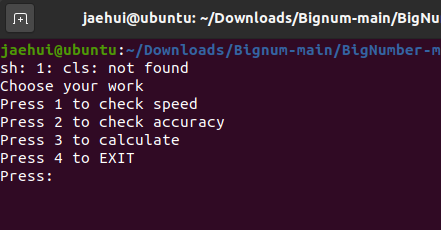 jaehui@ubuntu: ~/Downloads/Bignum-main/BigNu
jaehui@ubuntu:~/Downloads/Bignum-main/BigNumber-m
sh: 1: cls: not found
Choose your work
Press 1 to check speed
Press 2 to check accuracy
Press 3 to calculate
Press 4 to EXIT
Press: